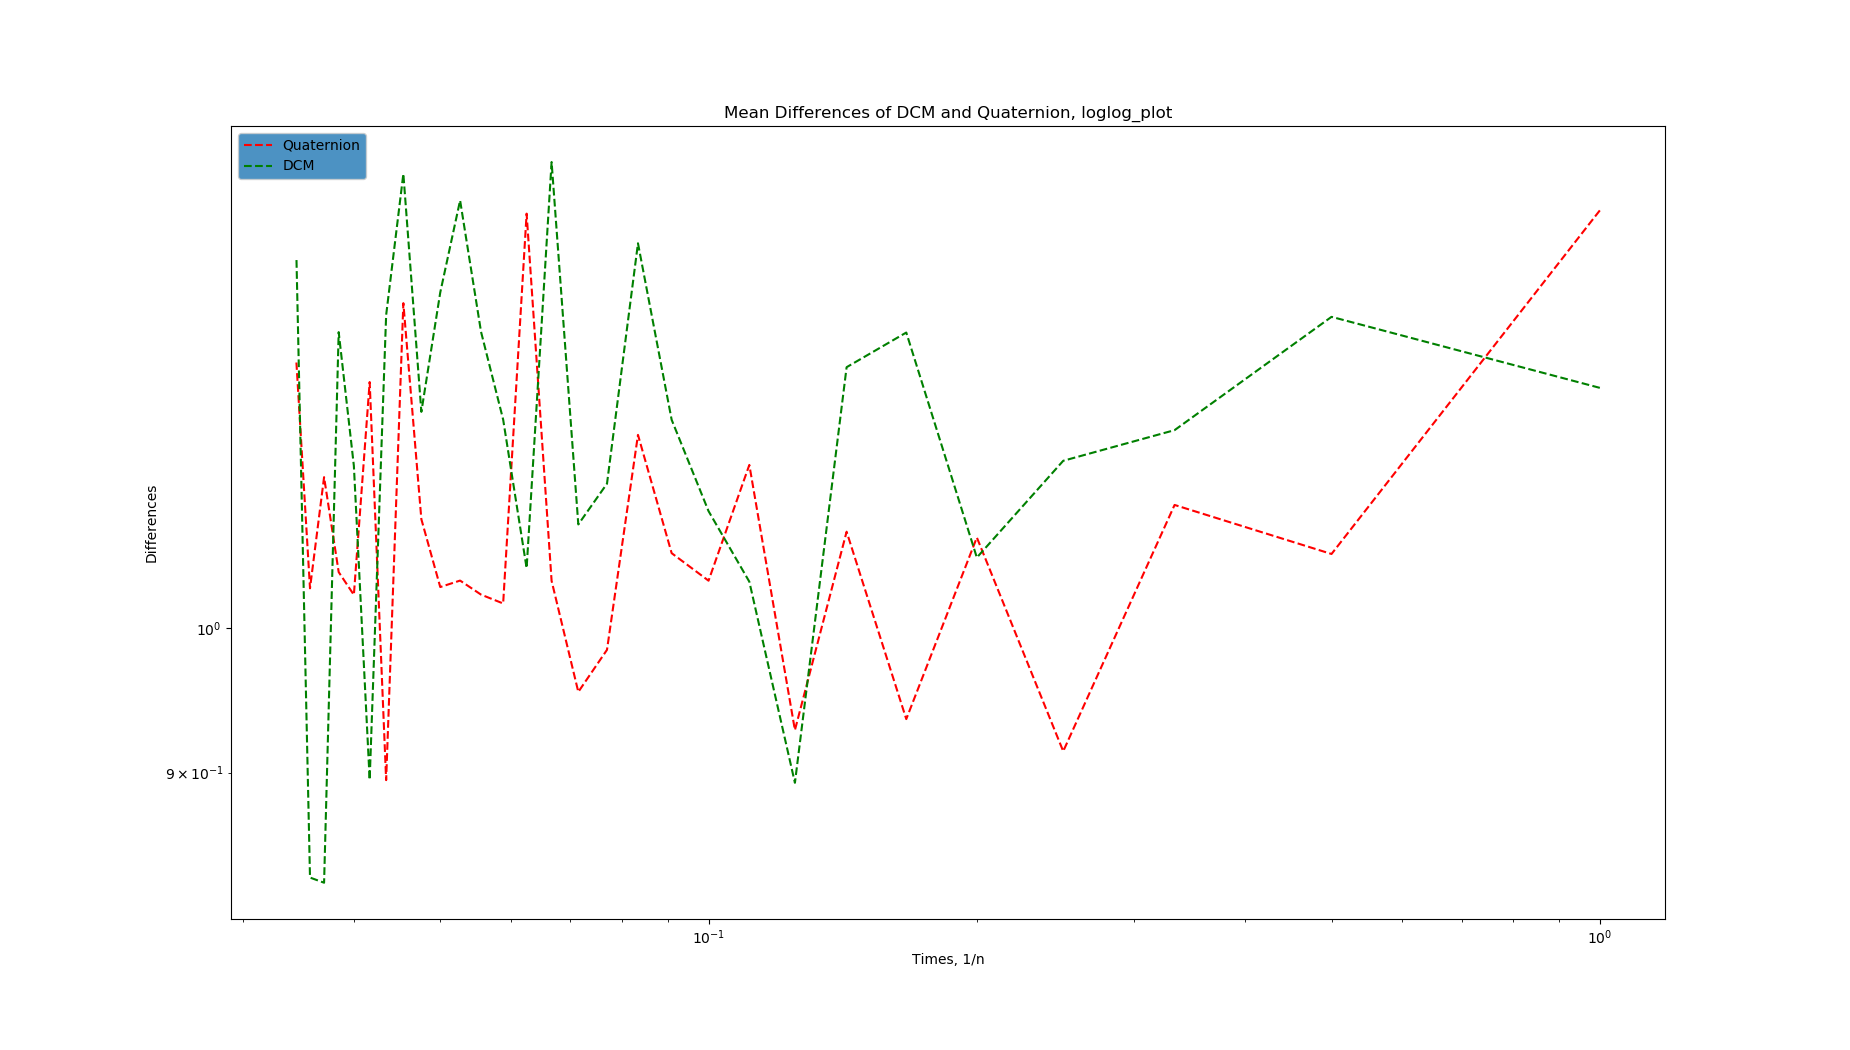 Mean Differences of DCM and Quaternion, loglog_plot
Quaternion
DCM
Differences
10⁰
9 × 10⁻¹
10⁻¹
10⁰
Times, 1/n